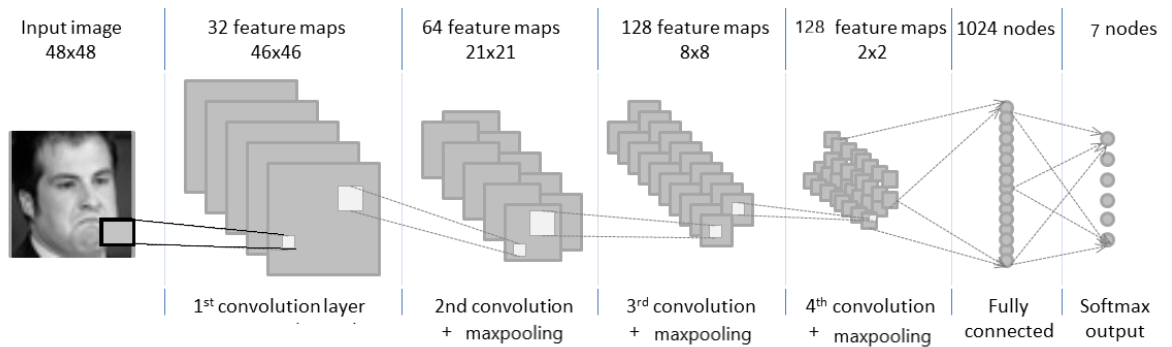 Input image
48x48
32 feature maps
46x46
64 feature maps
21x21
128 feature maps
8x8
128 feature maps
2x2
1024 nodes
7 nodes
1st convolution layer
2nd convolution
+ maxpooling
3rd convolution
+ maxpooling
4th convolution
+ maxpooling
Fully
connected
Softmax
output